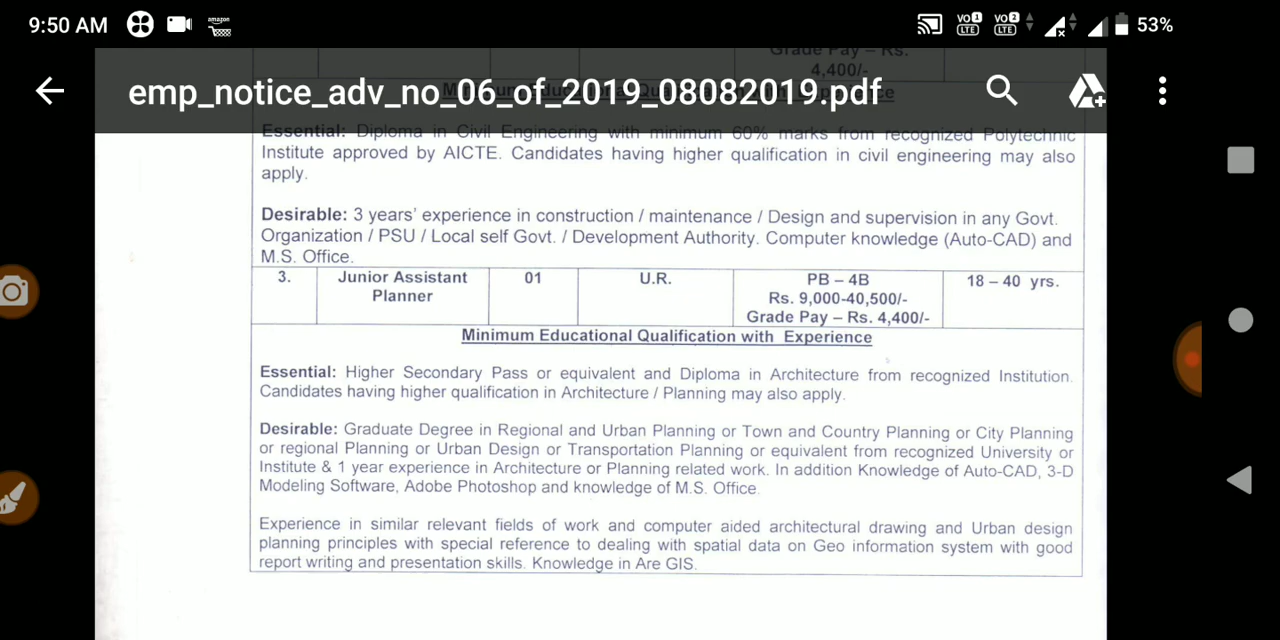 9:50 AM
amazon
VO 1 LTE
VO 2 LTE
53%
Grade Pay – Rs.
4,400/-
emp_notice_adv_no_06_of_2019_08082019.pdf
Essential: Diploma in Civil Engineering with minimum 60% marks from recognized Polytechnic
Institute approved by AICTE. Candidates having higher qualification in civil engineering may also
apply.
Desirable: 3 years' experience in construction / maintenance / Design and supervision in any Govt.
Organization / PSU / Local self Govt. / Development Authority. Computer knowledge (Auto-CAD) and
M.S. Office.
3. Junior Assistant 01 U.R. PB – 4B 18 – 40 yrs.
Planner Rs. 9,000-40,500/-
Grade Pay – Rs. 4,400/-
Minimum Educational Qualification with Experience
Essential: Higher Secondary Pass or equivalent and Diploma in Architecture from recognized Institution.
Candidates having higher qualification in Architecture / Planning may also apply.
Desirable: Graduate Degree in Regional and Urban Planning or Town and Country Planning or City Planning
or regional Planning or Urban Design or Transportation Planning or equivalent from recognized University or
Institute & 1 year experience in Architecture or Planning related work. In addition Knowledge of Auto-CAD, 3-D
Modeling Software, Adobe Photoshop and knowledge of M.S. Office.
Experience in similar relevant fields of work and computer aided architectural drawing and Urban design
planning principles with special reference to dealing with spatial data on Geo information system with good
report writing and presentation skills. Knowledge in Are GIS.